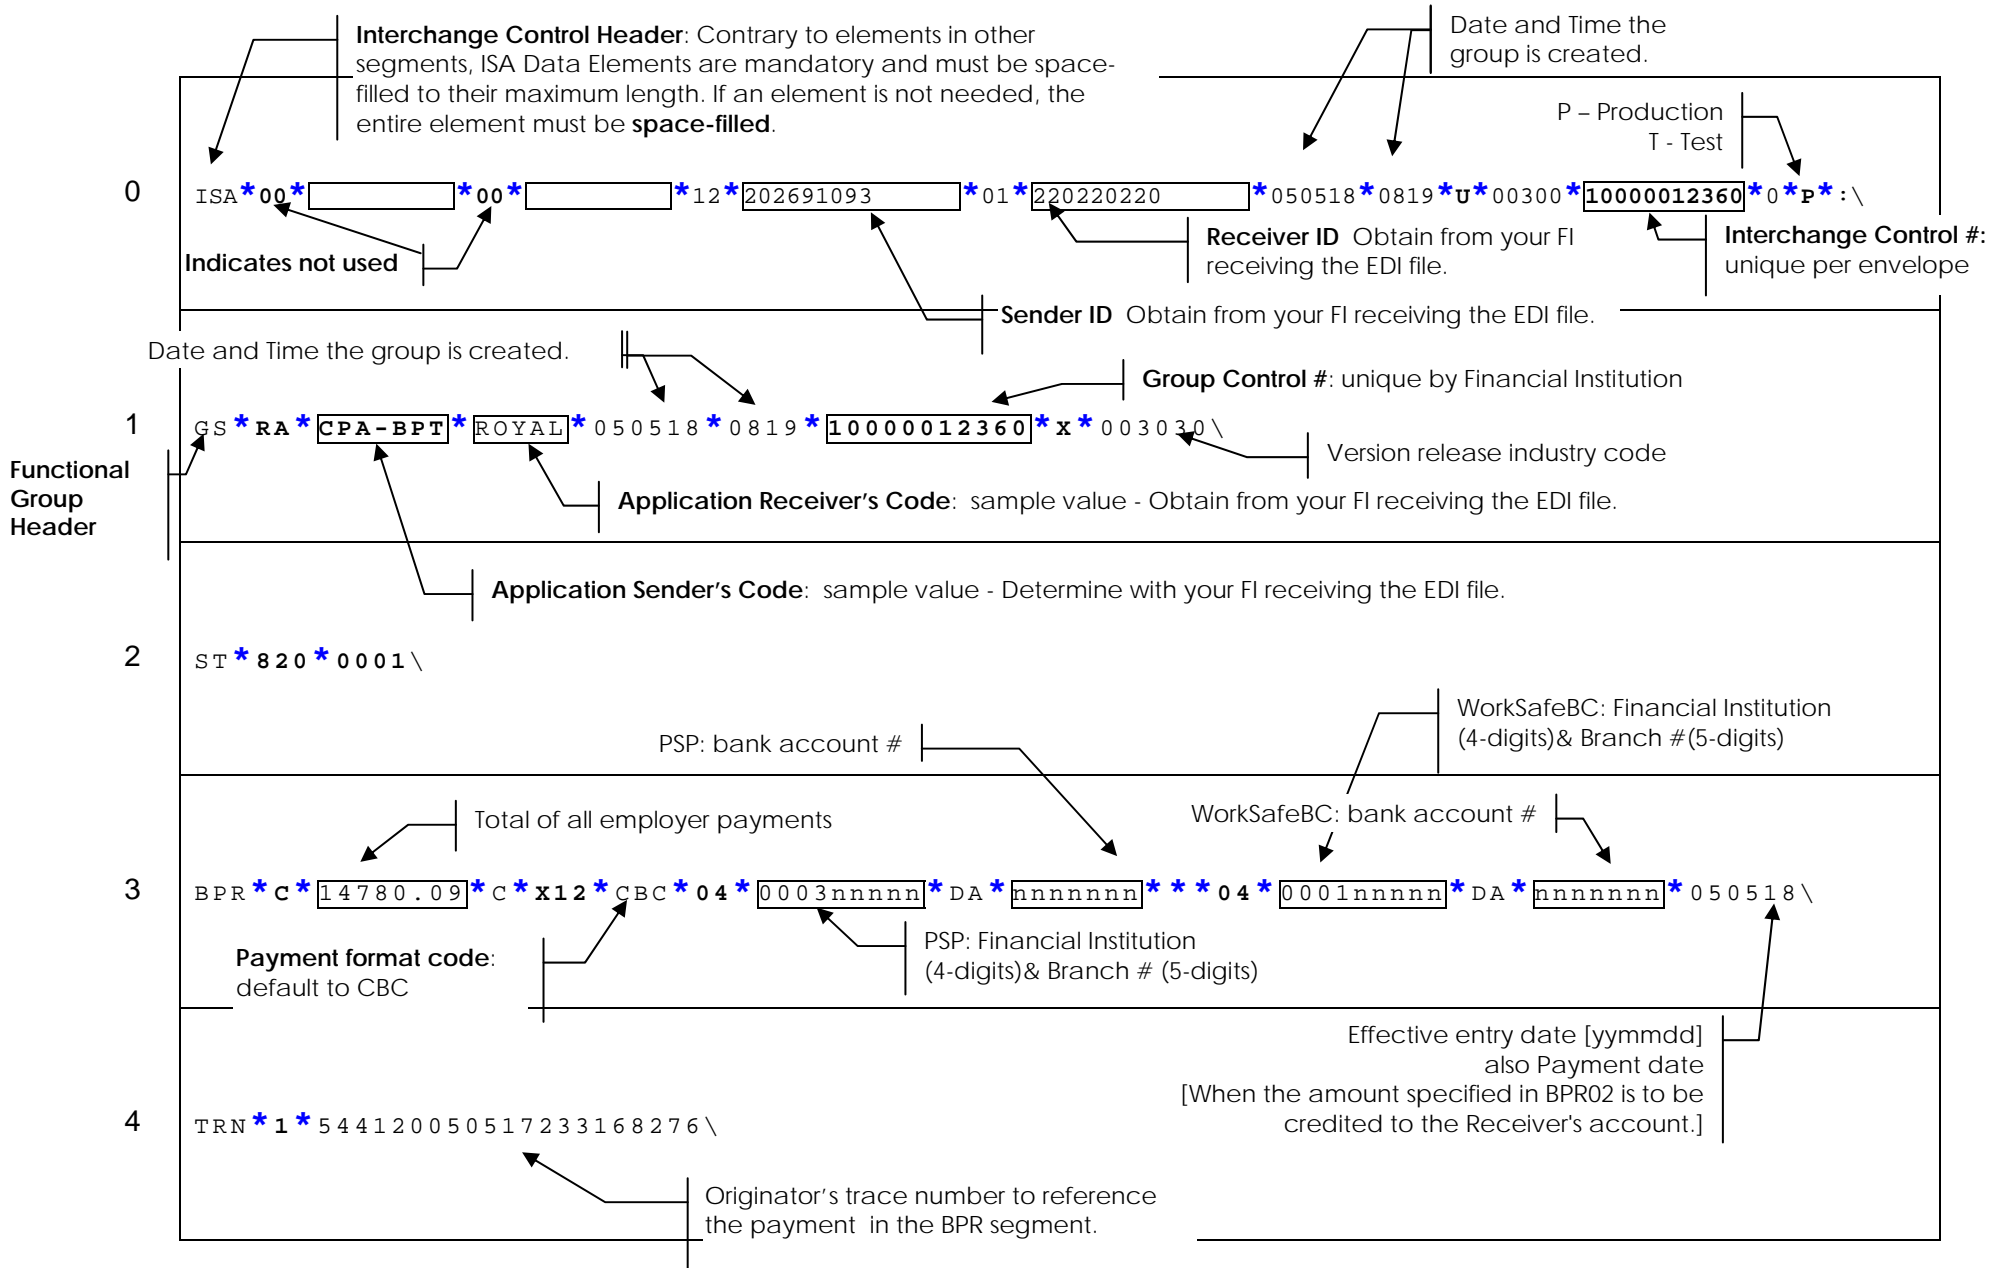 Interchange Control Header: Contrary to elements in other
segments, ISA Data Elements are mandatory and must be space-
filled to their maximum length. If an element is not needed, the
entire element must be space-filled.
Date and Time the
group is created.
P – Production
T - Test
0 ISA*00* *00* *12*202691093 *01*220220220 *050518*0819*U*00300*10000012360*0*P*:\
Indicates not used
Receiver ID Obtain from your FI
receiving the EDI file.
Interchange Control #:
unique per envelope
Sender ID Obtain from your FI receiving the EDI file.
Date and Time the group is created.
Group Control #: unique by Financial Institution
1 GS*RA*CPA-BPT*ROYAL*050518*0819*10000012360*X*003030\
Version release industry code
Functional
Group
Header
Application Receiver's Code: sample value - Obtain from your FI receiving the EDI file.
Application Sender's Code: sample value - Determine with your FI receiving the EDI file.
2 ST*820*0001\
WorkSafeBC: Financial Institution
(4-digits)& Branch #(5-digits)
PSP: bank account #
Total of all employer payments
WorkSafeBC: bank account #
3 BPR*C*14780.09*C*X12*CBC*04*0003nnnnn*DA*nnnnnnn***04*0001nnnnn*DA*nnnnnnn*050518\
Payment format code:
default to CBC
PSP: Financial Institution
(4-digits)& Branch # (5-digits)
Effective entry date [yymmdd]
also Payment date
[When the amount specified in BPR02 is to be
credited to the Receiver's account.]
4 TRN*1*544120050517233168276\
Originator's trace number to reference
the payment in the BPR segment.